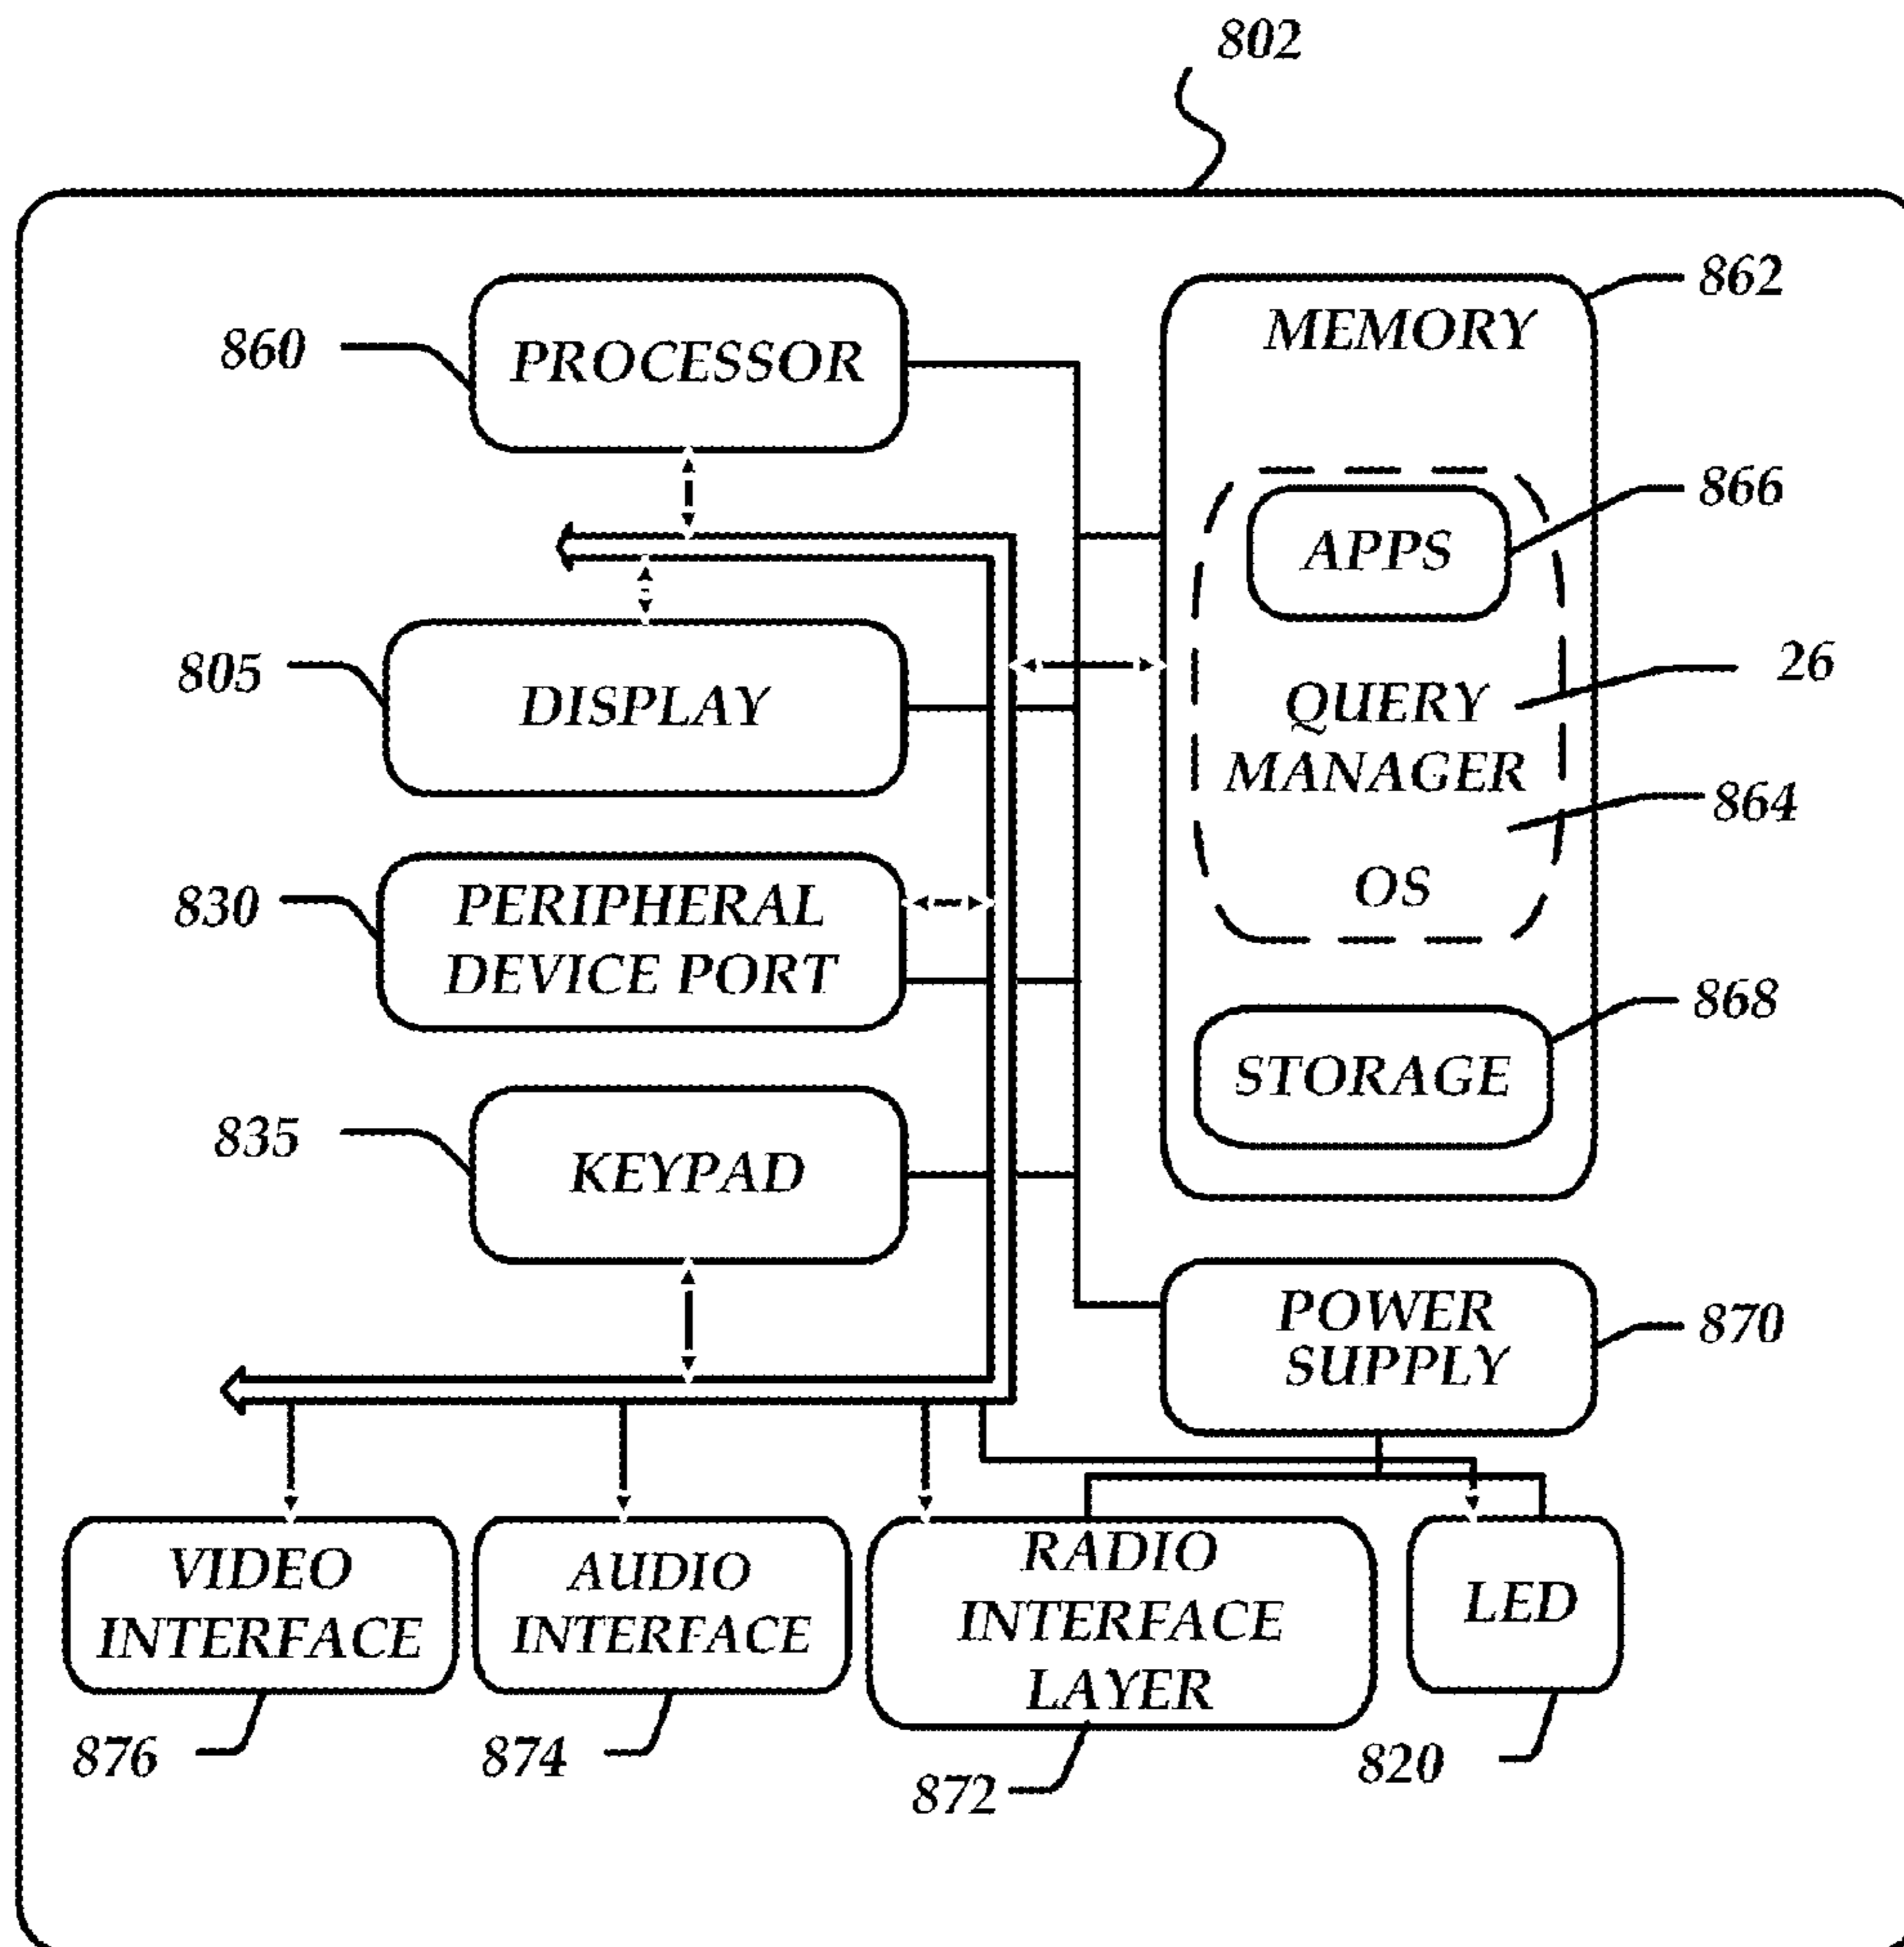 802
862
MEMORY
860
PROCESSOR
866
APPS
26
805
DISPLAY
QUERY
MANAGER
864
830
PERIPHERAL
DEVICE PORT
OS
868
STORAGE
835
KEYPAD
POWER
SUPPLY
870
VIDEO
INTERFACE
AUDIO
INTERFACE
RADIO
INTERFACE
LAYER
LED
876
874
872
820